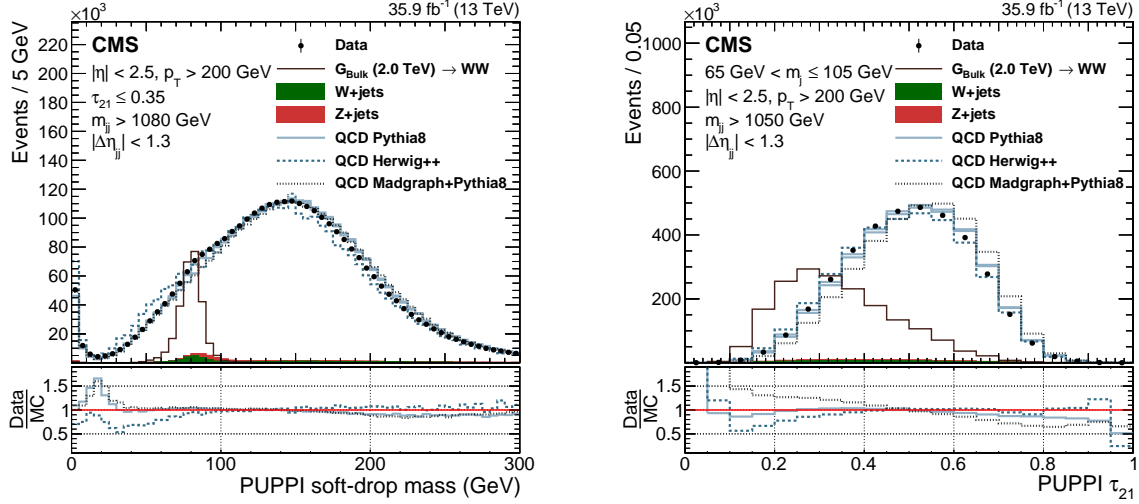 ×10³ 35.9 fb⁻¹ (13 TeV)
CMS
|η| < 2.5, p_T > 200 GeV
τ₂₁ ≤ 0.35
m_jj > 1080 GeV
|Δη_jj| < 1.3
Data
G_Bulk (2.0 TeV) → WW
W+jets
Z+jets
QCD Pythia8
QCD Herwig++
QCD Madgraph+Pythia8
Events / 5 GeV
220
200
180
160
140
120
100
80
60
40
20
Data
MC
1.5
1
0.5
0 100 200 300
PUPPI soft-drop mass (GeV)
×10³ 35.9 fb⁻¹ (13 TeV)
CMS
65 GeV < m_j ≤ 105 GeV
|η| < 2.5, p_T > 200 GeV
m_jj > 1050 GeV
|Δη_jj| < 1.3
Data
G_Bulk (2.0 TeV) → WW
W+jets
Z+jets
QCD Pythia8
QCD Herwig++
QCD Madgraph+Pythia8
Events / 0.05
1000
800
600
400
200
Data
MC
1.5
1
0.5
0 0.2 0.4 0.6 0.8 1
PUPPI τ₂₁